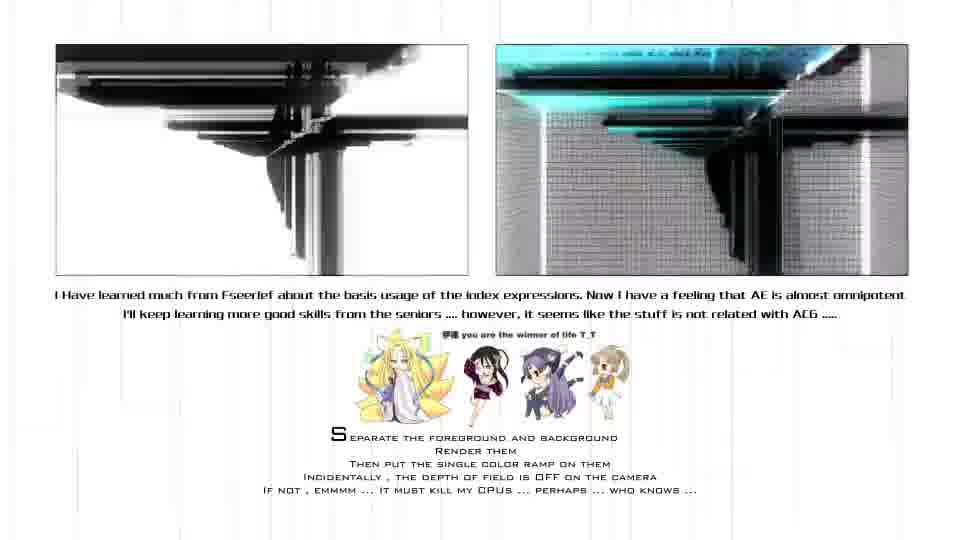 I Have learned much from Fseerlef about the basis usage of the index expressions. Now I have a feeling that AE is almost omnipotent
I'll keep learning more good skills from the seniors .... however, it seems like the stuff is not related with AC6 .....
伊達 you are the winner of life T_T
Separate the foreground and background
Render them
Then put the single color ramp on them
Incidentally , the depth of field is OFF on the camera
If not , emmmm ... it must kill my CPUs ... perhaps ... who knows ...